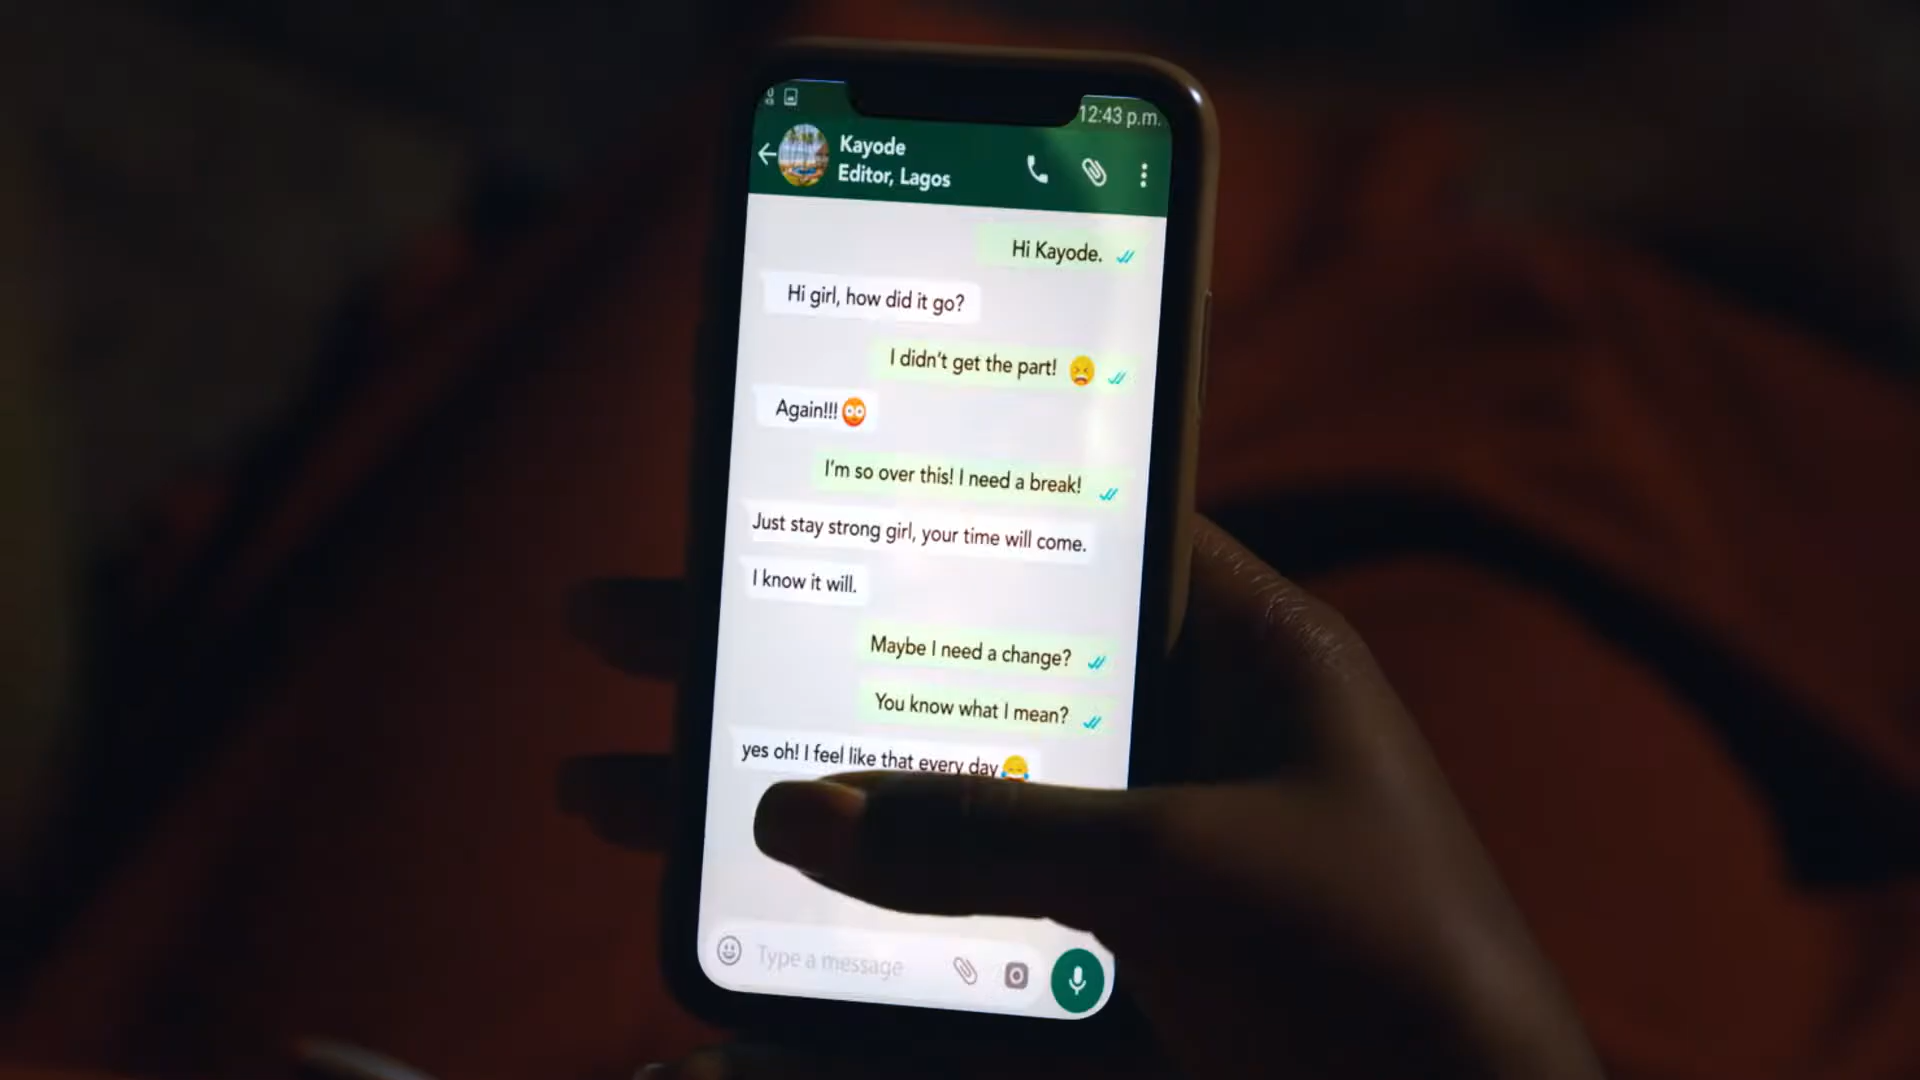 12:43 p.m.
Kayode
Editor, Lagos
Hi Kayode.
Hi girl, how did it go?
I didn't get the part!
Again!!!
I'm so over this! I need a break!
Just stay strong girl, your time will come.
I know it will.
Maybe I need a change?
You know what I mean?
yes oh! I feel like that every day
Type a message